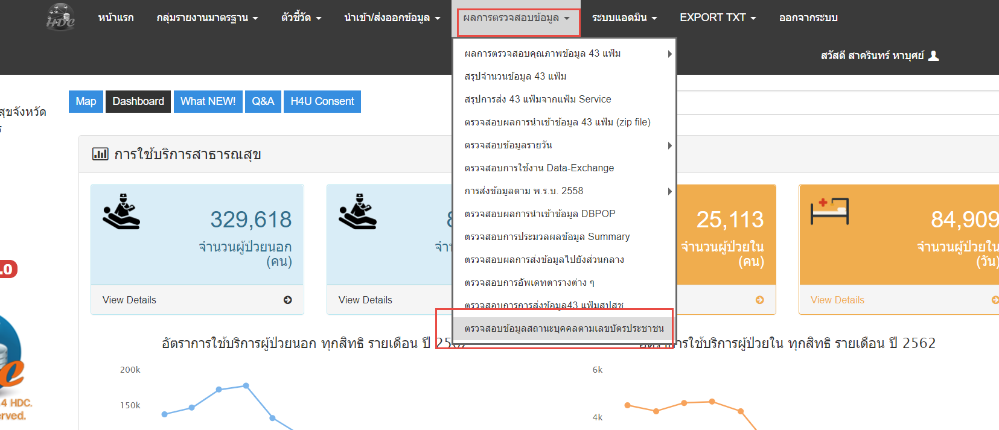 HDC
หน้าแรก
กลุ่มรายงานมาตรฐาน
ตัวชี้วัด
นำเข้า/ส่งออกข้อมูล
ผลการตรวจสอบข้อมูล
ระบบแอดมิน
EXPORT TXT
ออกจากระบบ
สวัสดี สาครินทร์ หาบุศย์
ผลการตรวจสอบคุณภาพข้อมูล 43 แฟ้ม
สรุปจำนวนข้อมูล 43 แฟ้ม
สรุปการส่ง 43 แฟ้มจากแฟ้ม Service
ตรวจสอบผลการนำเข้าข้อมูล 43 แฟ้ม (zip file)
ตรวจสอบข้อมูลรายวัน
ตรวจสอบการใช้งาน Data-Exchange
การส่งข้อมูลตาม พ.ร.บ. 2558
ตรวจสอบผลการนำเข้าข้อมูล DBPOP
ตรวจสอบการประมวลผลข้อมูล Summary
ตรวจสอบผลการส่งข้อมูลไปยังส่วนกลาง
ตรวจสอบการอัพเดทตารางต่าง ๆ
ตรวจสอบการการส่งข้อมูล43 แฟ้มสปสช
ตรวจสอบข้อมูลสถานะบุคคลตามเลขบัตรประชาชน
สุขจังหวัด
Map
Dashboard
What NEW!
Q&A
H4U Consent
การใช้บริการสาธารณสุข
329,618
จำนวนผู้ป่วยนอก
(คน)
View Details
View Details
25,113
จำนวนผู้ป่วยใน
(คน)
84,909
จำนวนผู้ป่วยใน
(วัน)
View Details
.0
.4 HDC.
erved.
อัตราการใช้บริการผู้ป่วยนอก ทุกสิทธิ รายเดือน ปี
200k
150k
อัตราการใช้บริการผู้ป่วยใน ทุกสิทธิ รายเดือน ปี 2562
6k
4k